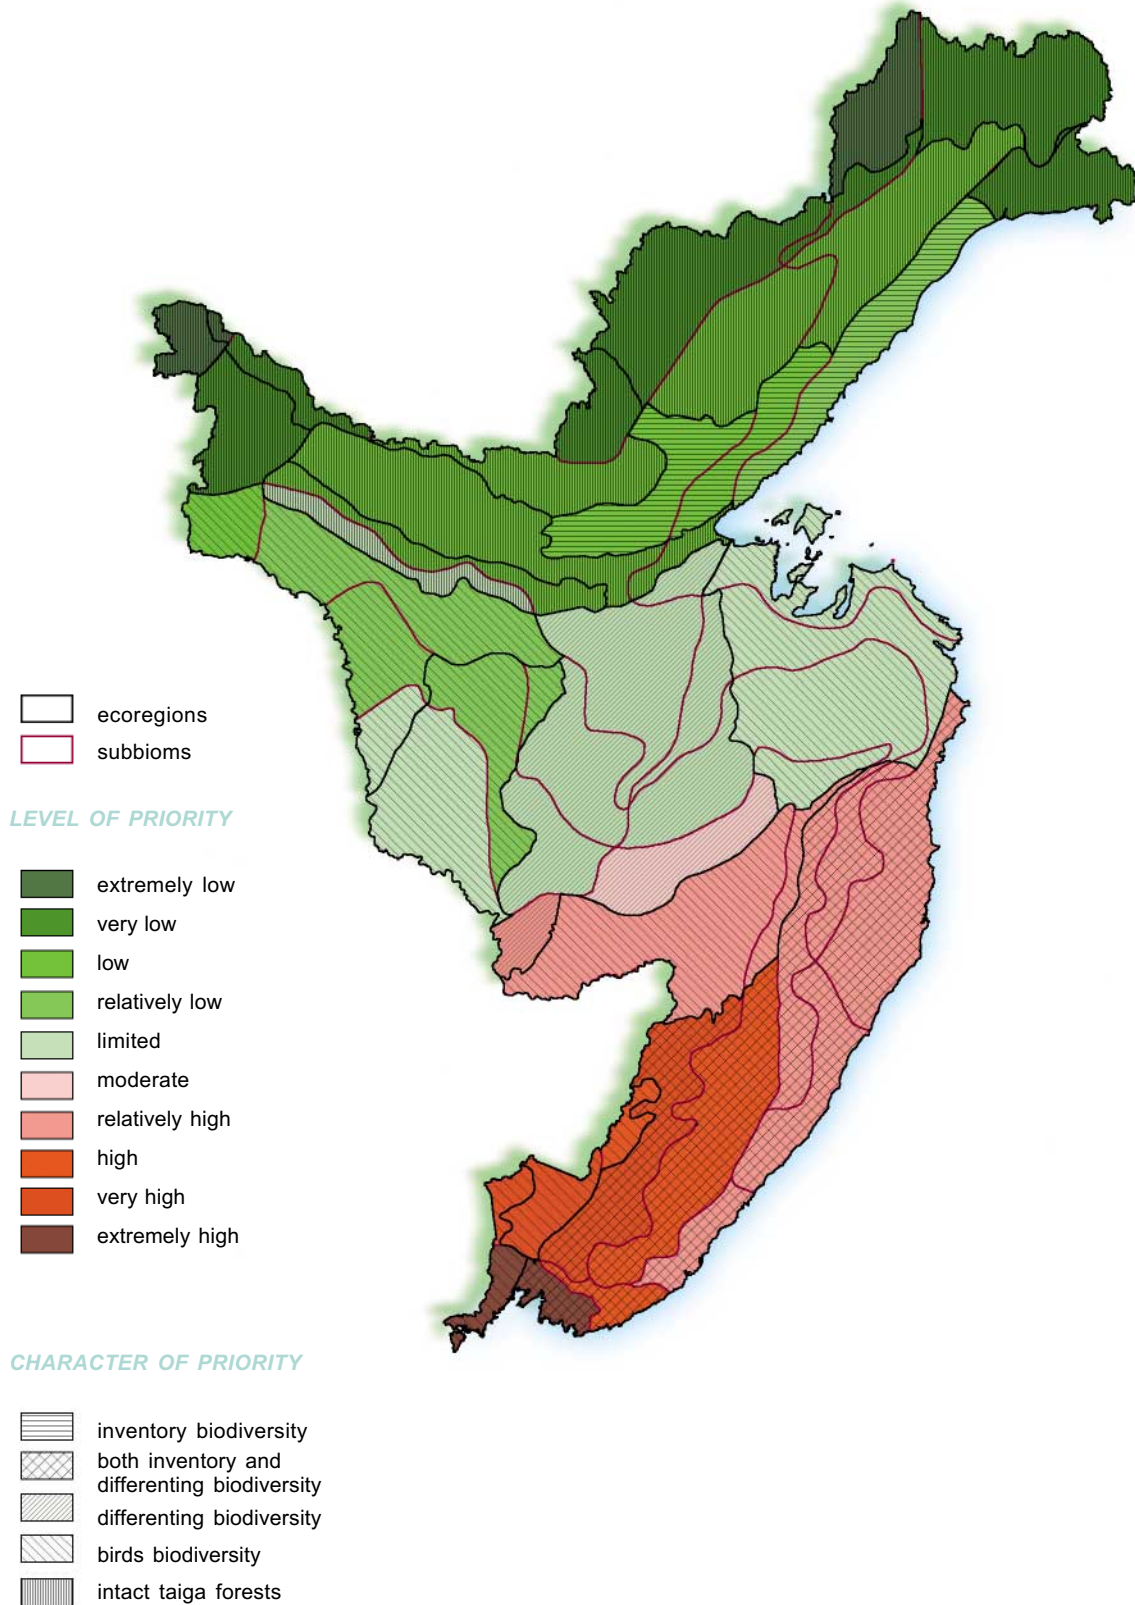 ecoregions
subbioms
LEVEL OF PRIORITY
extremely low
very low
low
relatively low
limited
moderate
relatively high
high
very high
extremely high
CHARACTER OF PRIORITY
inventory biodiversity
both inventory and
differenting biodiversity
differenting biodiversity
birds biodiversity
intact taiga forests